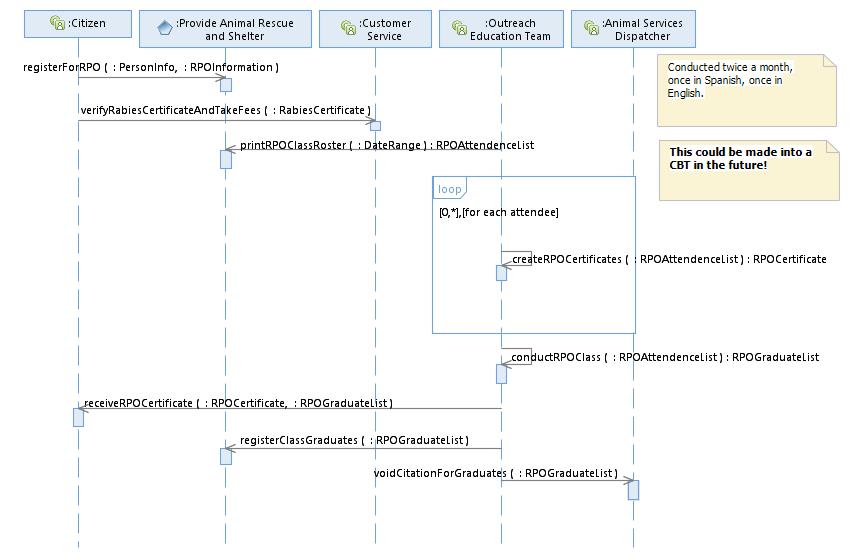 :Citizen
:Provide Animal Rescue
and Shelter
:Customer
Service
:Outreach
Education Team
:Animal Services
Dispatcher
registerForRPO ( : PersonInfo, : RPOInformation )
Conducted twice a month,
once in Spanish, once in
English.
verifyRabiesCertificateAndTakeFees ( : RabiesCertificate )
printRPOClassRoster ( : DateRange ) : RPOAttendenceList
This could be made into a
CBT in the future!
loop
[0,*],[for each attendee]
createRPOCertificates ( : RPOAttendenceList ) : RPOCertificate
conductRPOClass ( : RPOAttendenceList ) : RPOGraduateList
receiveRPOCertificate ( : RPOCertificate, : RPOGraduateList )
registerClassGraduates ( : RPOGraduateList )
voidCitationForGraduates ( : RPOGraduateList )